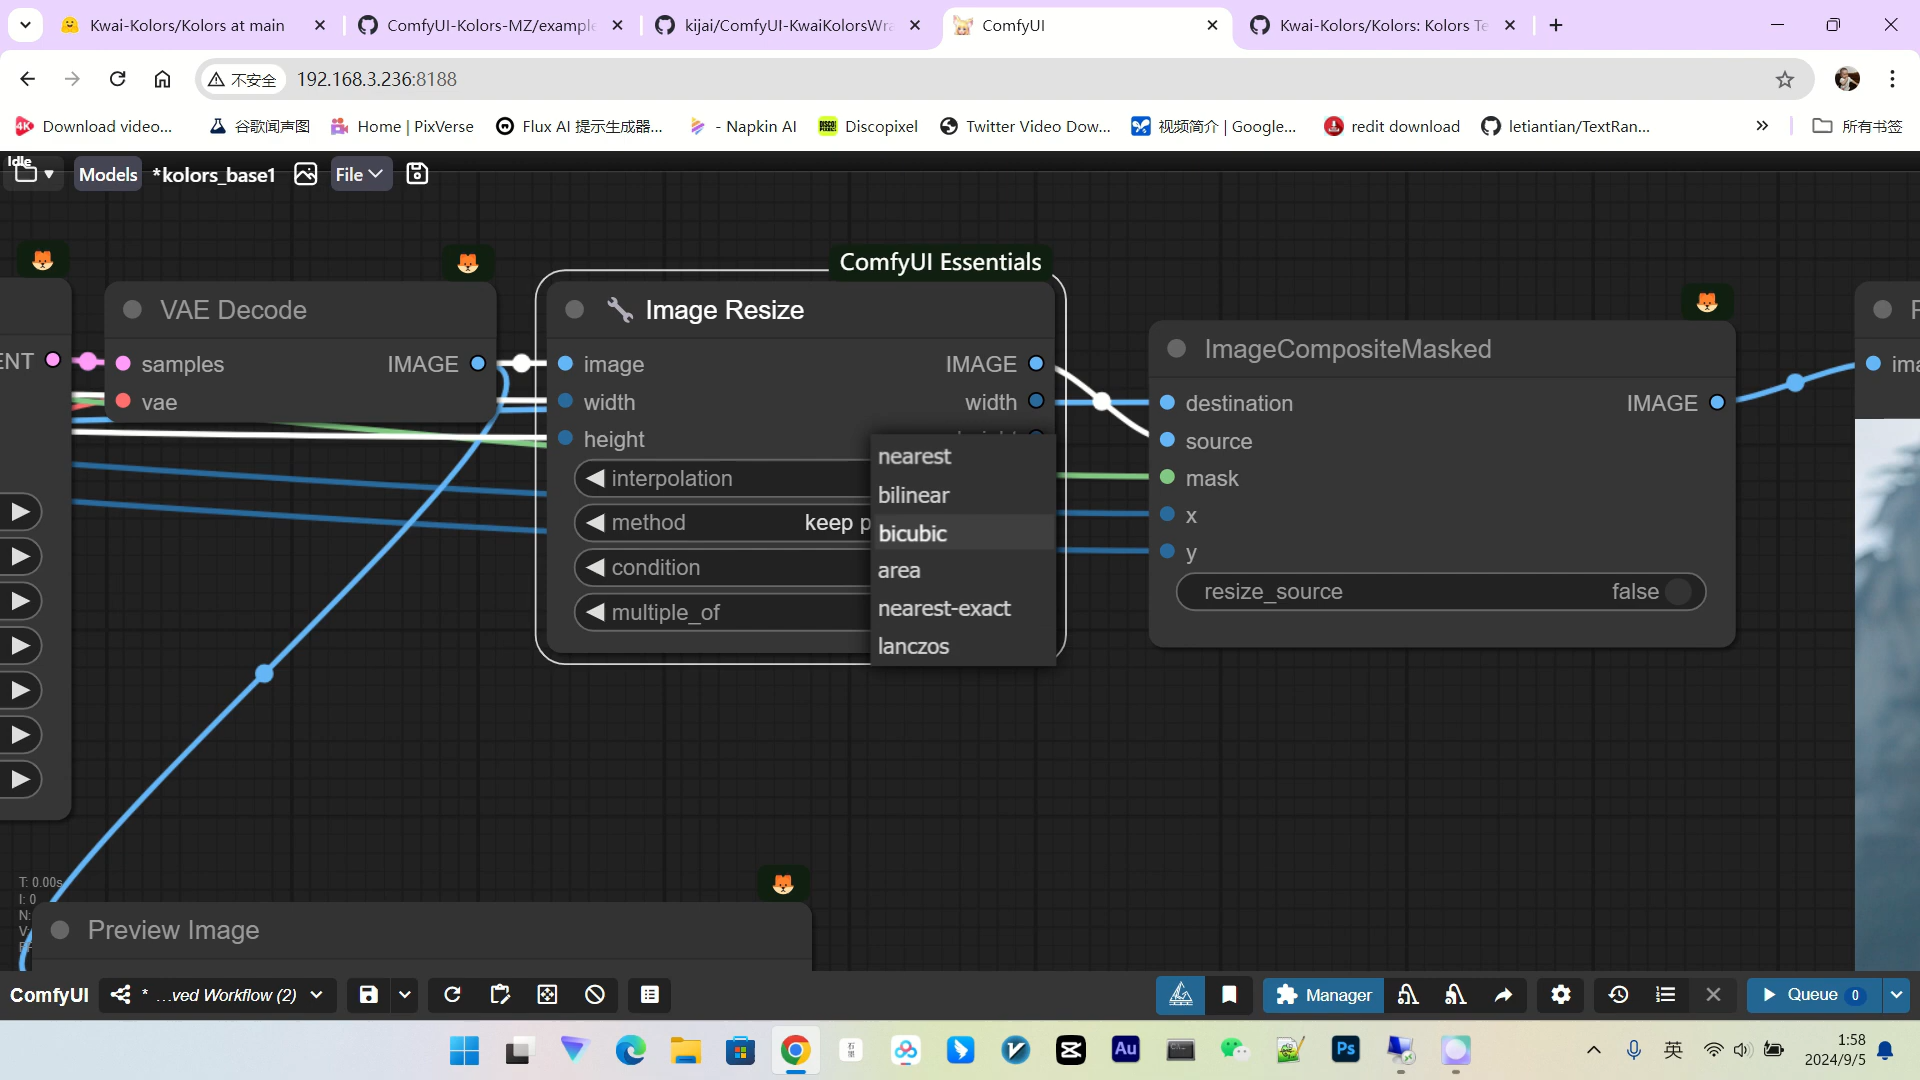 Kwai-Kolors/Kolors at main
ComfyUI-Kolors-MZ/example
kijai/ComfyUI-KwaiKolorsWra
ComfyUI
Kwai-Kolors/Kolors: Kolors Te
不安全
192.168.3.236:8188
Download video...
谷歌闻声图
Home | PixVerse
Flux AI 提示生成器...
- Napkin AI
Discopixel
Twitter Video Dow...
视频简介 | Google...
redit download
letiantian/TextRan...
所有书签
Idle
Models
*kolors_base1
File
ComfyUI Essentials
VAE Decode
Image Resize
ImageCompositeMasked
ENT
samples
IMAGE
vae
image
IMAGE
width
width
height
interpolation
method
keep p
condition
multiple_of
nearest
bilinear
bicubic
area
nearest-exact
lanczos
destination
IMAGE
source
mask
x
y
resize_source
false
ima
T: 0.00s
I: 0
N:
V:
Preview Image
ComfyUI
* ...ved Workflow (2)
Manager
Queue
0
英
1:58
2024/9/5